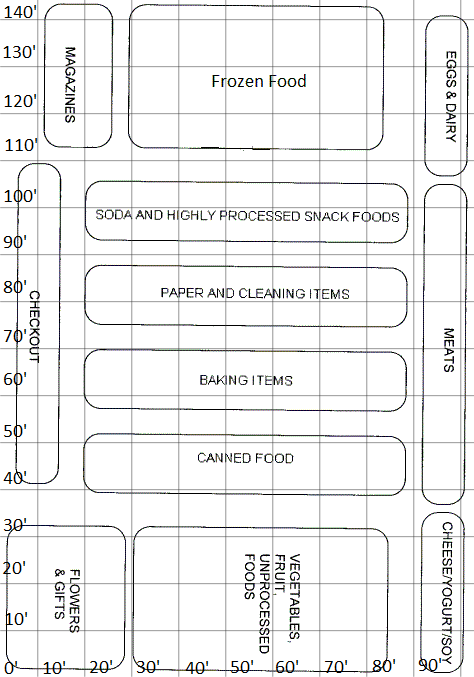 140'
130'
120'
110'
100'
90'
80'
70'
60'
50'
40'
30'
20'
10'
0' 10' 20' 30' 40' 50' 60' 70' 80' 90'
MAGAZINES
Frozen Food
EGGS & DAIRY
SODA AND HIGHLY PROCESSED SNACK FOODS
PAPER AND CLEANING ITEMS
CHECKOUT
MEATS
BAKING ITEMS
CANNED FOOD
FLOWERS
& GIFTS
VEGETABLES,
FRUIT,
UNPROCESSED
FOODS
CHEESE/YOGURT/SOY